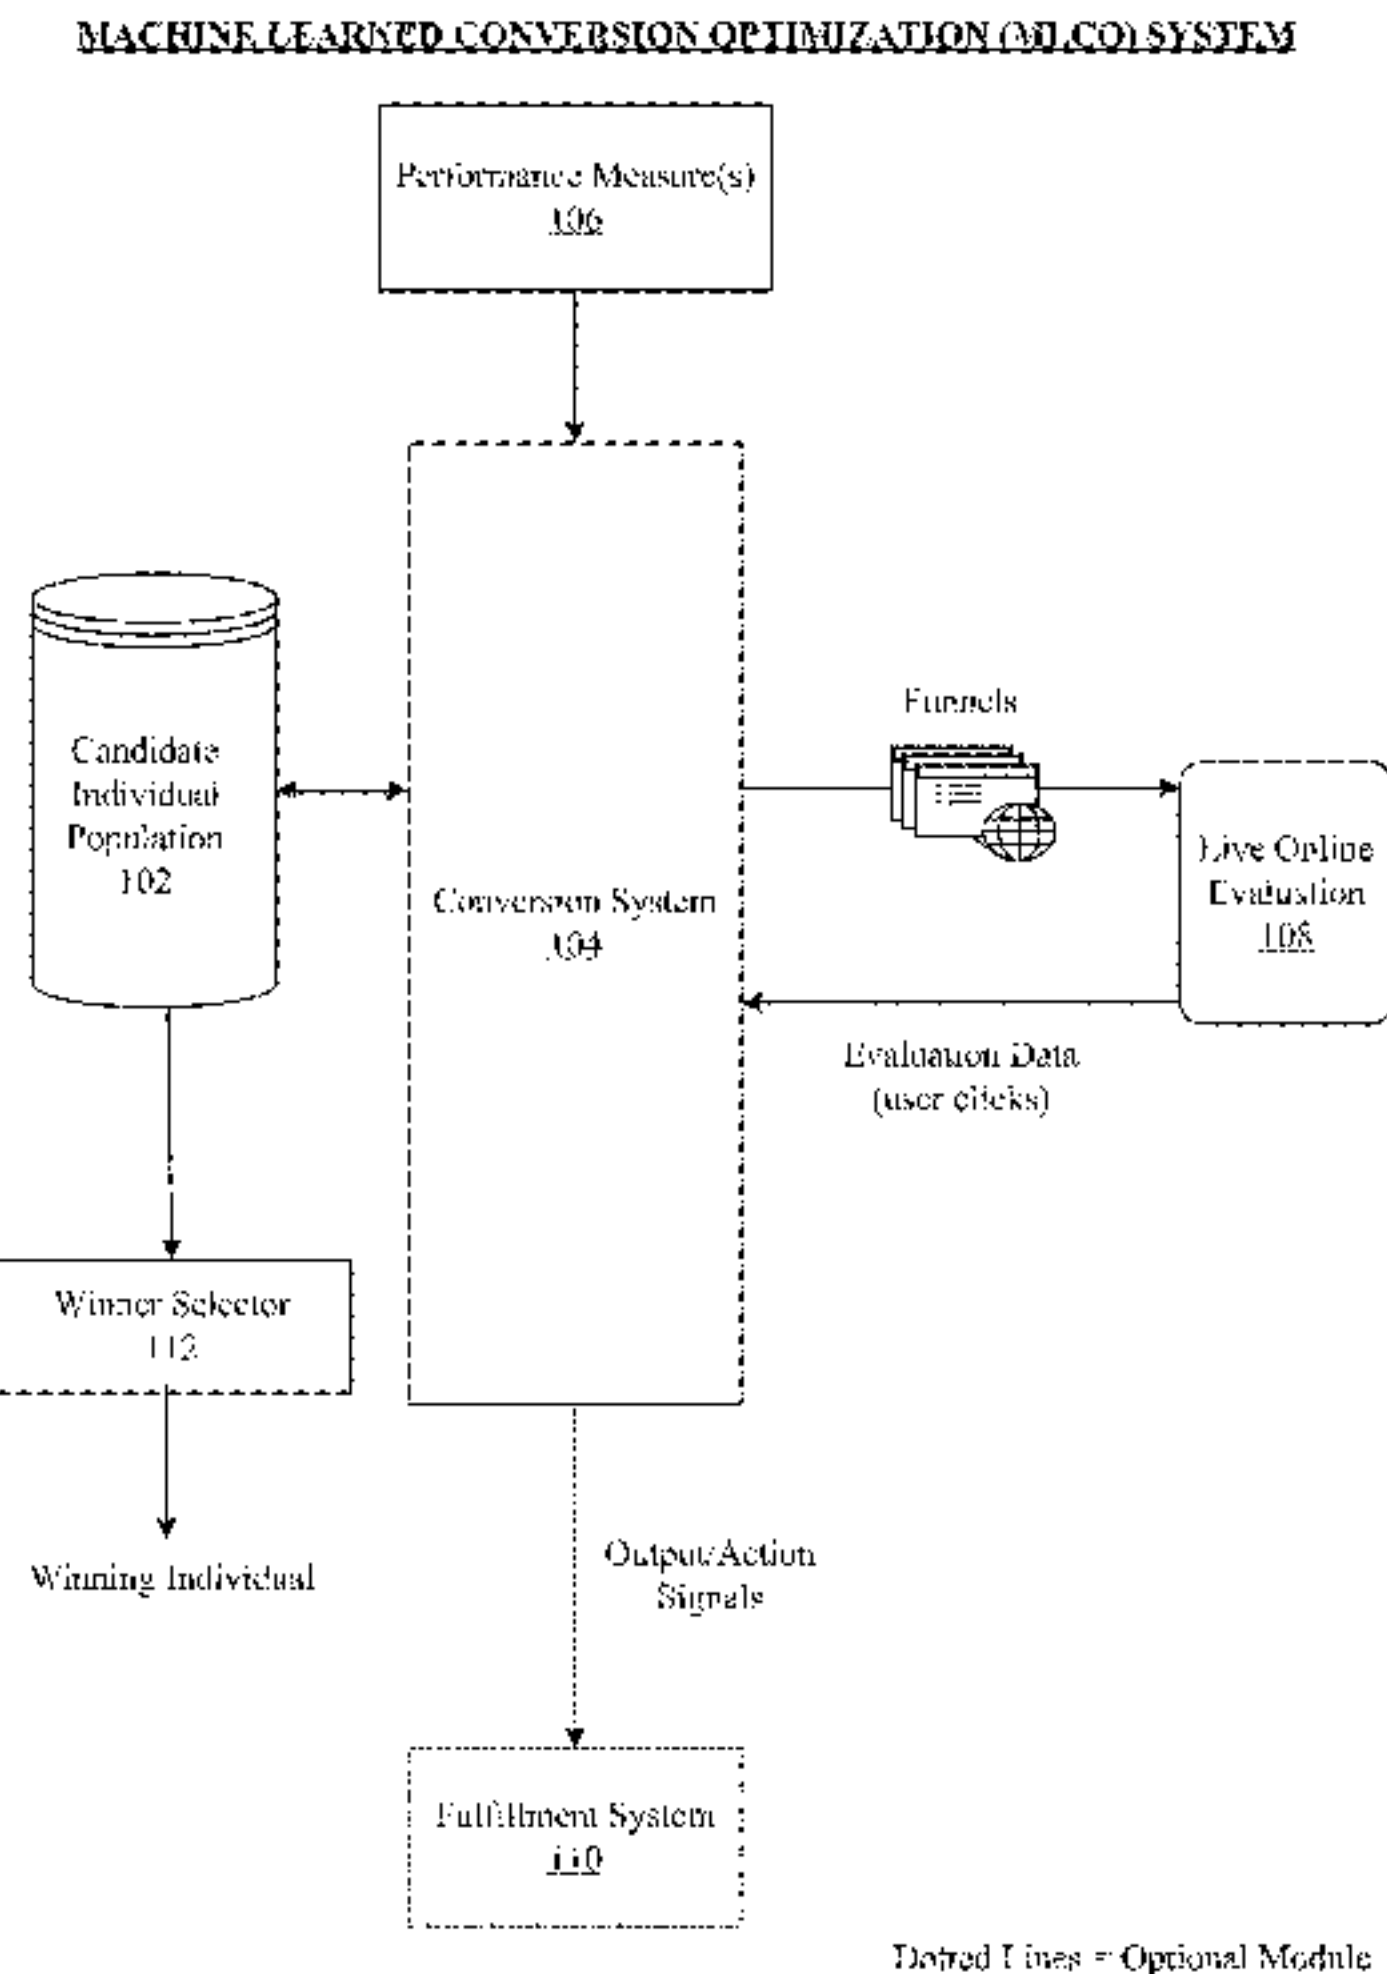 MACHINE LEARNED CONVERSION OPTIMIZATION (MLCO) SYSTEM
Performance Measure(s)
106
Funnels
Candidate
Individual
Population
102
Conversion System
104
Live Online
Evaluation
108
Evaluation Data
(user clicks)
Winner Selector
112
Winning Individual
Output/Action
Signals
Fulfillment System
110
Dotted Lines = Optional Module